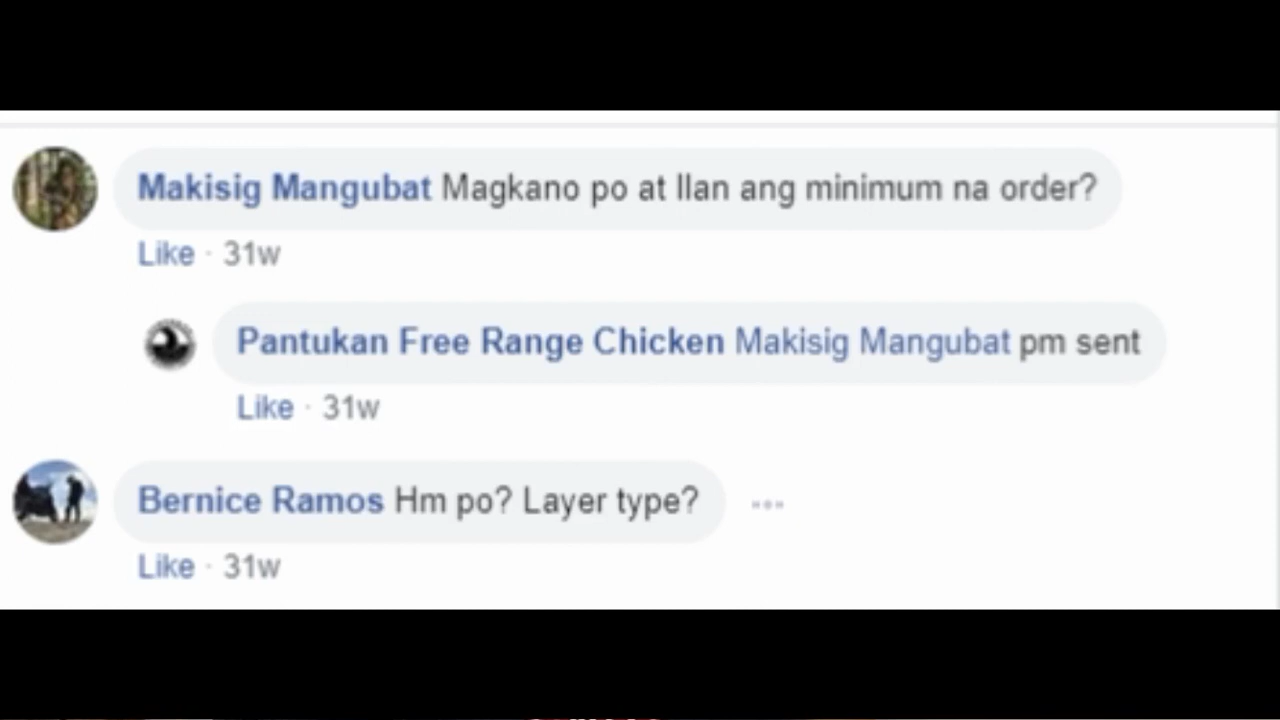 Makisig Mangubat Magkano po at Ilan ang minimum na order?
Like · 31w
Pantukan Free Range Chicken Makisig Mangubat pm sent
Like · 31w
Bernice Ramos Hm po? Layer type?
Like · 31w